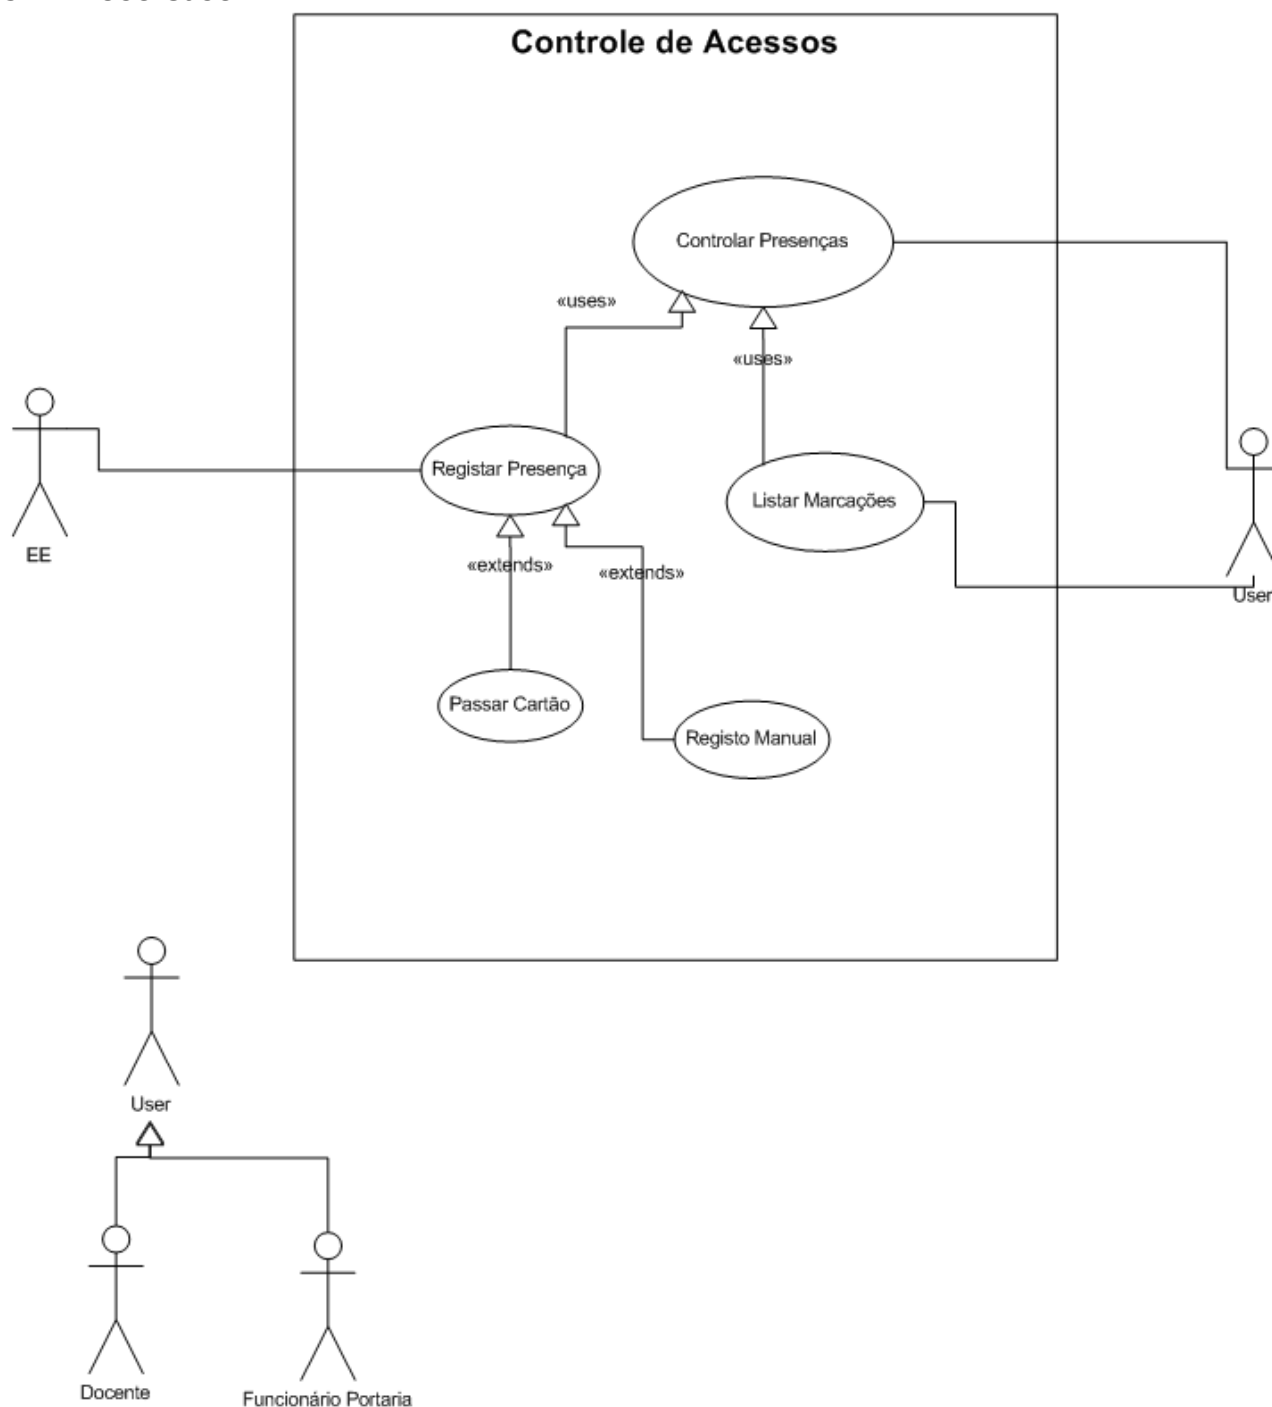 Controle de Acessos
Controlar Presenças
«uses»
«uses»
Registar Presença
Listar Marcações
EE
«extends»
«extends»
User
Passar Cartão
Registo Manual
User
Docente
Funcionário Portaria